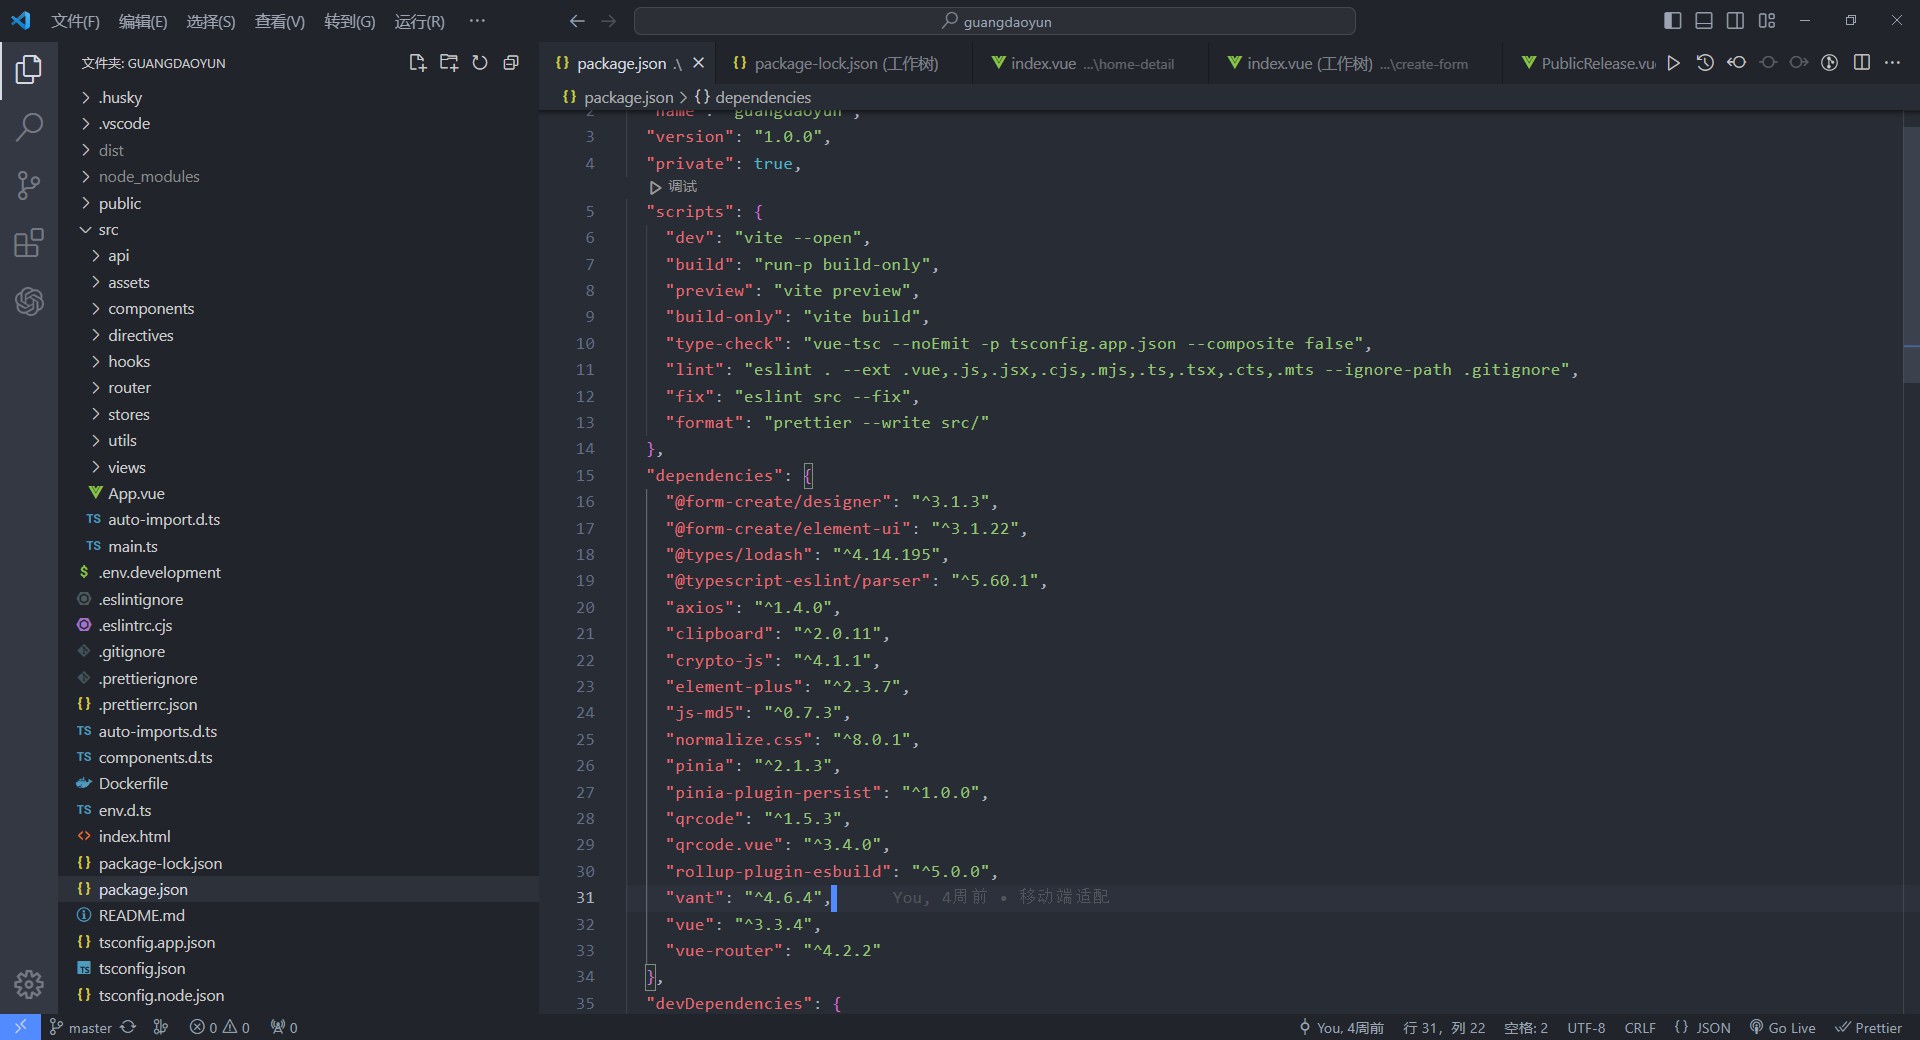 文件(F) 编辑(E) 选择(S) 查看(V) 转到(G) 运行(R) ··· guangdaoyun
文件夹: GUANGDAOYUN
.husky
.vscode
dist
node_modules
public
src
api
assets
components
directives
hooks
router
stores
utils
views
App.vue
TS auto-import.d.ts
TS main.ts
$ .env.development
.eslintignore
.eslintrc.cjs
.gitignore
.prettierignore
{} .prettierrc.json
TS auto-imports.d.ts
TS components.d.ts
Dockerfile
TS env.d.ts
<> index.html
{} package-lock.json
{} package.json
README.md
{} tsconfig.app.json
TS tsconfig.json
{} tsconfig.node.json
{} package.json .\ {} package-lock.json (工作树) index.vue ...\home-detail index.vue (工作树) ...\create-form PublicRelease.vu
{} package.json > {} dependencies
2 "name": "guangdaoyun",
3 "version": "1.0.0",
4 "private": true,
调试
5 "scripts": {
6 "dev": "vite --open",
7 "build": "run-p build-only",
8 "preview": "vite preview",
9 "build-only": "vite build",
10 "type-check": "vue-tsc --noEmit -p tsconfig.app.json --composite false",
11 "lint": "eslint . --ext .vue,.js,.jsx,.cjs,.mjs,.ts,.tsx,.cts,.mts --ignore-path .gitignore",
12 "fix": "eslint src --fix",
13 "format": "prettier --write src/"
14 },
15 "dependencies": {
16 "@form-create/designer": "^3.1.3",
17 "@form-create/element-ui": "^3.1.22",
18 "@types/lodash": "^4.14.195",
19 "@typescript-eslint/parser": "^5.60.1",
20 "axios": "^1.4.0",
21 "clipboard": "^2.0.11",
22 "crypto-js": "^4.1.1",
23 "element-plus": "^2.3.7",
24 "js-md5": "^0.7.3",
25 "normalize.css": "^8.0.1",
26 "pinia": "^2.1.3",
27 "pinia-plugin-persist": "^1.0.0",
28 "qrcode": "^1.5.3",
29 "qrcode.vue": "^3.4.0",
30 "rollup-plugin-esbuild": "^5.0.0",
31 "vant": "^4.6.4", You, 4周前 • 移动端适配
32 "vue": "^3.3.4",
33 "vue-router": "^4.2.2"
34 },
35 "devDependencies": {
master 0 0 0 You, 4周前 行 31，列 22 空格: 2 UTF-8 CRLF {} JSON Go Live Prettier